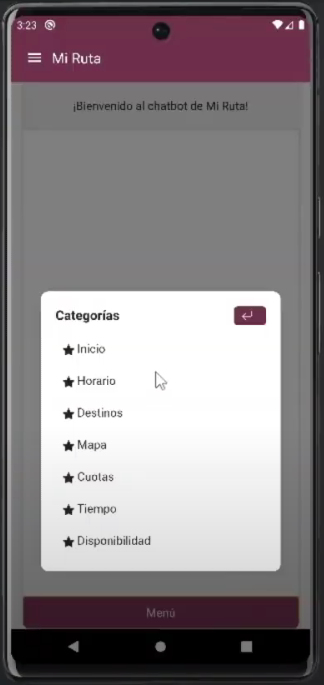 3:23
Mi Ruta
¡Bienvenido al chatbot de Mi Ruta!
Categorías
Inicio
Horario
Destinos
Mapa
Cuotas
Tiempo
Disponibilidad
Menú